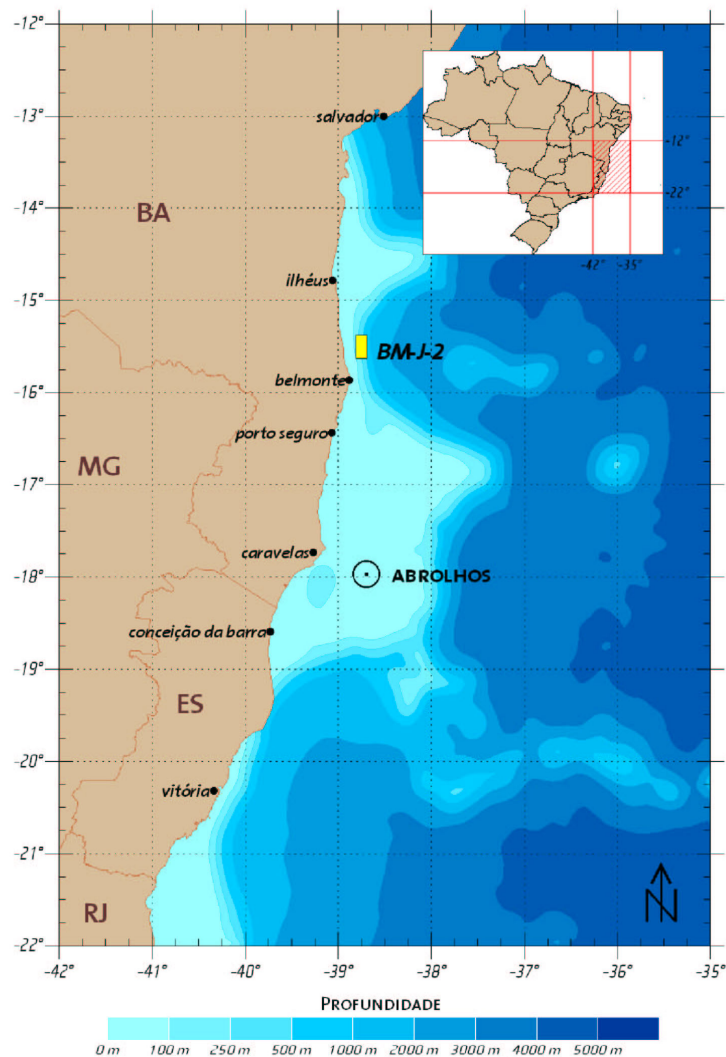 -12°
-13°
-14°
-15°
-15°
-16°
-17°
-18°
-19°
-20°
-21°
-22°
salvador
BA
ilhéus
BM-J-2
belmonte
porto seguro
MG
caravelas
ABROLHOS
conceição da barra
ES
vitória
RJ
N
-12°
-22°
-42° -35°
-42° -41° -40° -39° -38° -37° -36° -35°
PROFUNDIDADE
0 m 100 m 250 m 500 m 1000 m 2000 m 3000 m 4000 m 5000 m